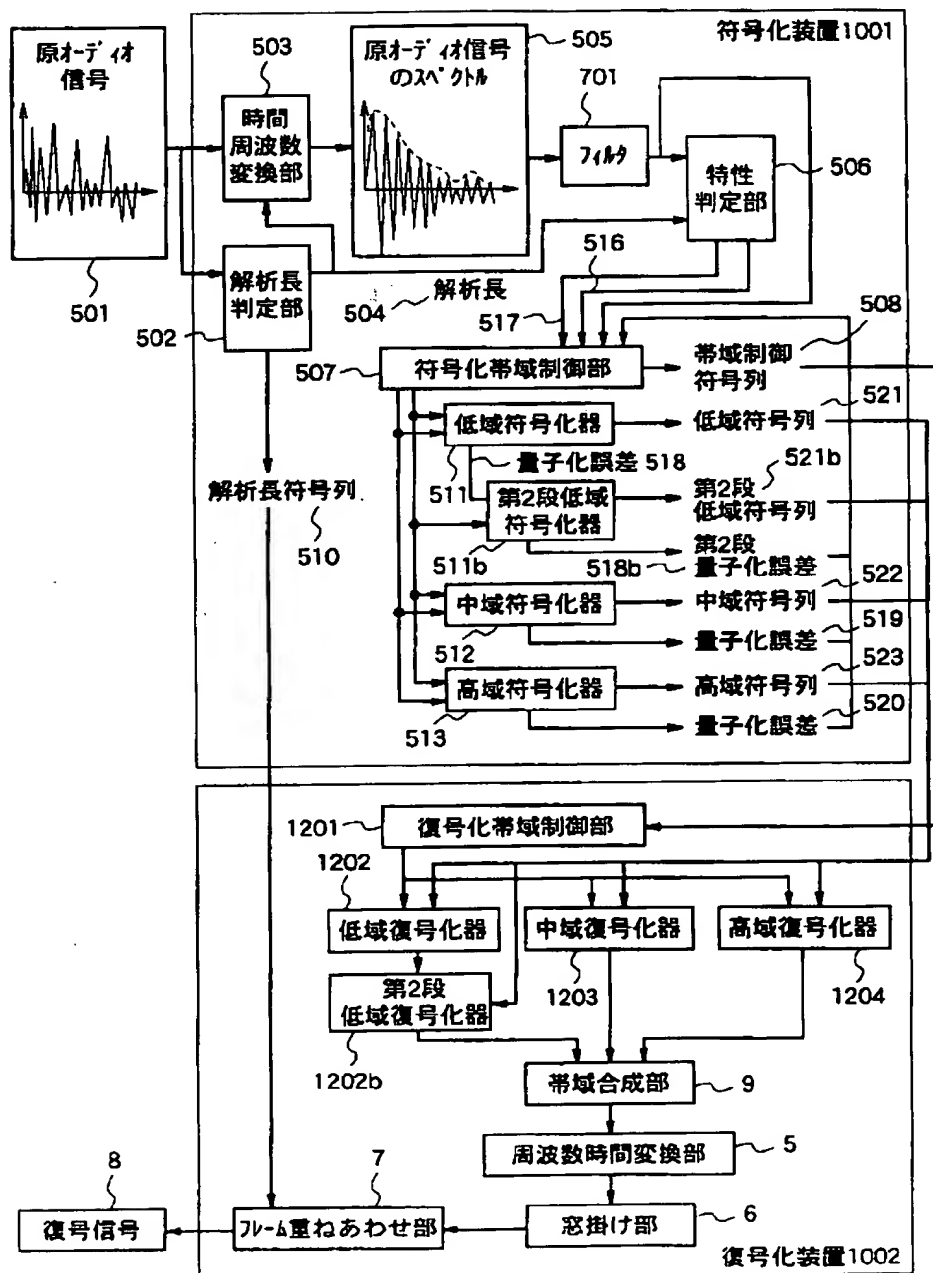 符号化装置1001
原オーディオ
信号
501
503
時間
周波数
変換部
505
原オーディオ信号
のスペクトル
701
フィルタ
特性
判定部
506
解析長
判定部
502
504
解析長
516
517
507
符号化帯域制御部
508
帯域制御
符号列
低域符号化器
511
521
低域符号列
量子化誤差 518
解析長符号列
510
第2段低域
符号化器
511b
521b
第2段
低域符号列
第2段
518b 量子化誤差
中域符号化器
512
522
中域符号列
519
量子化誤差
高域符号化器
513
523
高域符号列
520
量子化誤差
1201
復号化帯域制御部
1202
低域復号化器
中域復号化器
1203
高域復号化器
1204
第2段
低域復号化器
1202b
帯域合成部
9
周波数時間変換部
5
8
復号信号
7
フレーム重ねあわせ部
窓掛け部
6
復号化装置1002